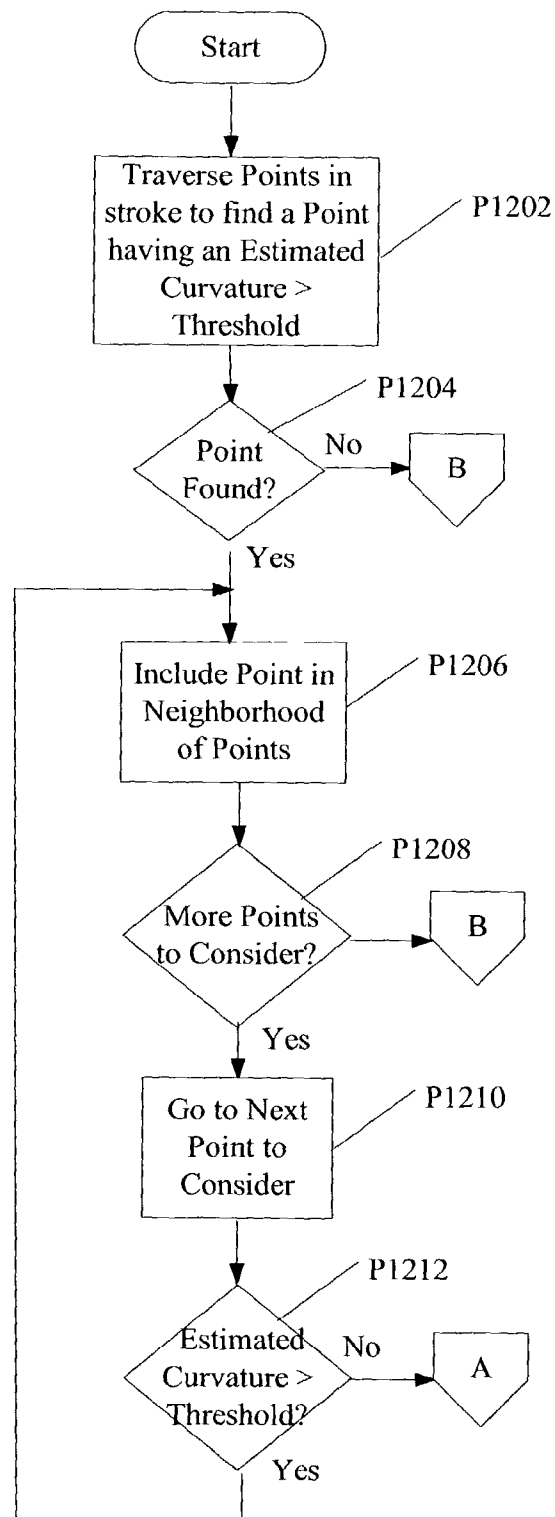 Start
Traverse Points in
stroke to find a Point
having an Estimated
Curvature >
Threshold
P1202
P1204
Point
Found?
No
B
Yes
Include Point in
Neighborhood
of Points
P1206
P1208
More Points
to Consider?
B
Yes
Go to Next
Point to
Consider
P1210
P1212
Estimated
Curvature >
Threshold?
No
A
Yes